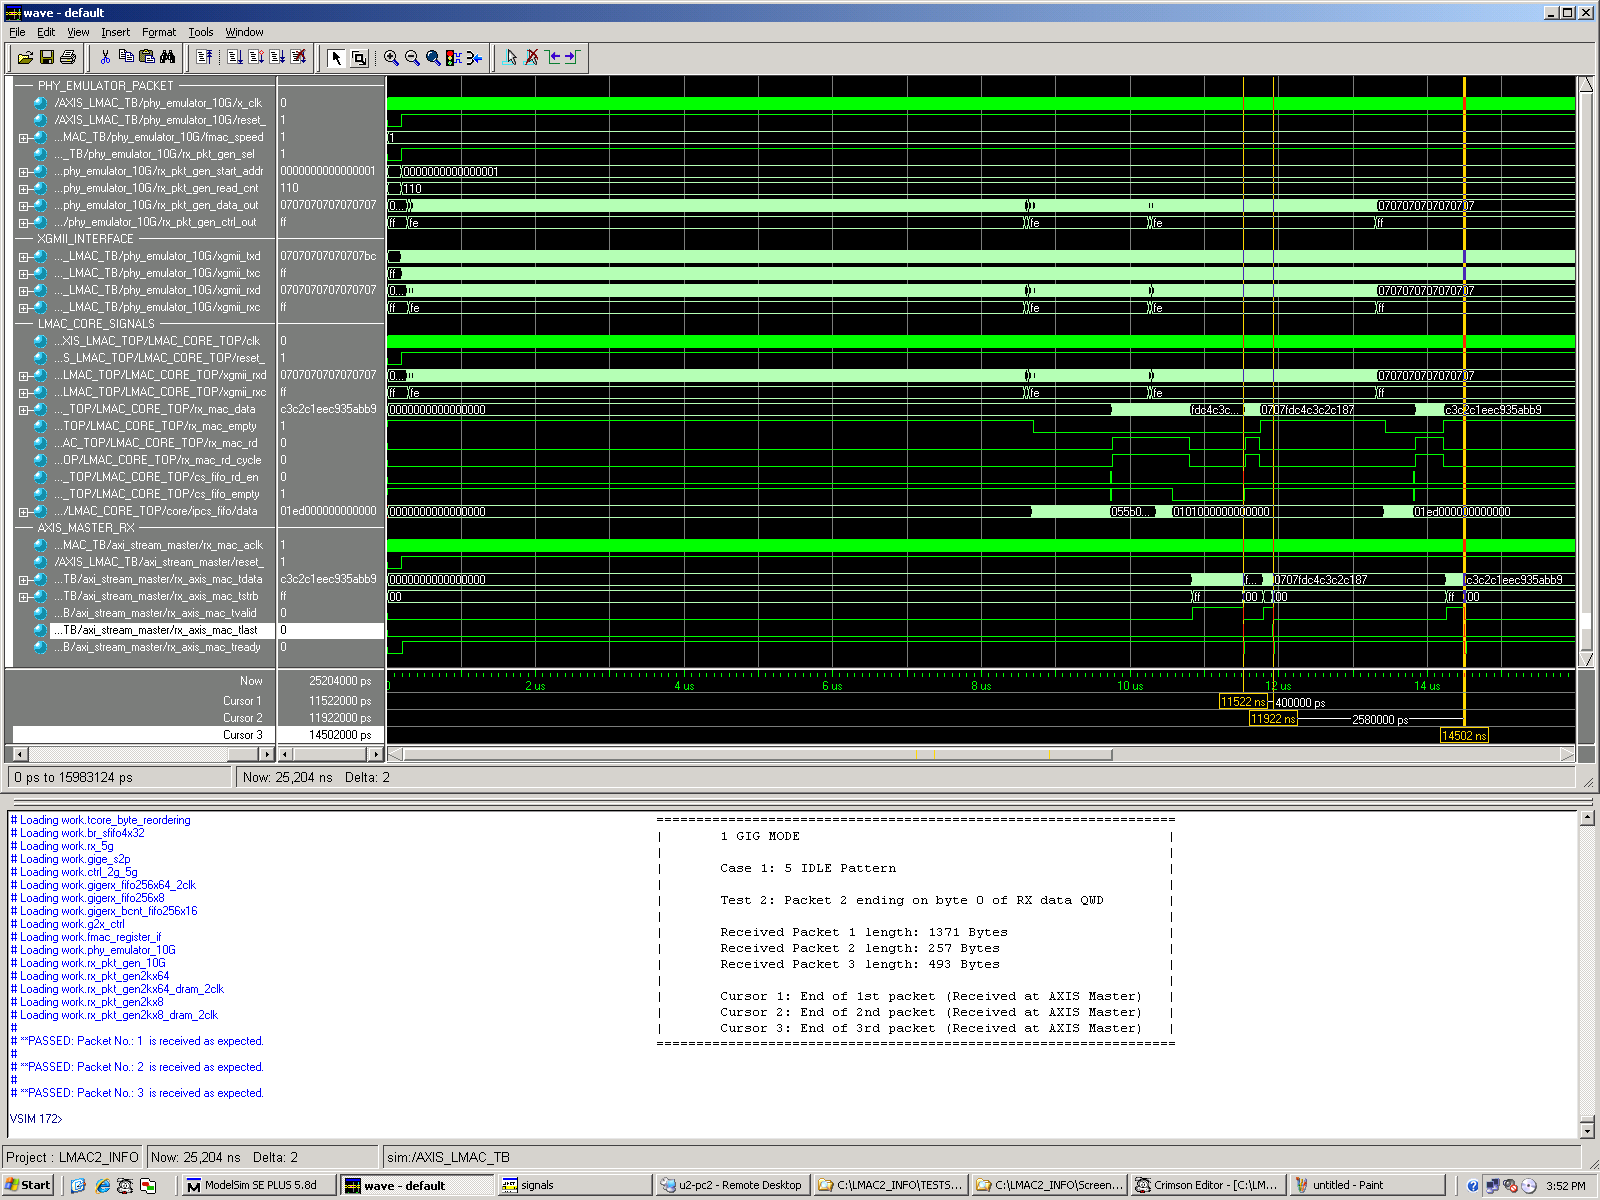 wave - default
File Edit View Insert Format Tools Window
PHY_EMULATOR_PACKET
/AXIS_LMAC_TB/phy_emulator_10G/x_clk 0
/AXIS_LMAC_TB/phy_emulator_10G/reset_ 1
...MAC_TB/phy_emulator_10G/fmac_speed 1 1
..._TB/phy_emulator_10G/rx_pkt_gen_sel 1
...phy_emulator_10G/rx_pkt_gen_start_addr 0000000000000001 0000000000000001
...phy_emulator_10G/rx_pkt_gen_read_cnt 110 110
...phy_emulator_10G/rx_pkt_gen_data_out 0707070707070707 0... 0707070707070707
.../phy_emulator_10G/rx_pkt_gen_ctrl_out ff ff fe fe fe ff
XGMII_INTERFACE
..._LMAC_TB/phy_emulator_10G/xgmii_txd 07070707070707bc
..._LMAC_TB/phy_emulator_10G/xgmii_txc ff ff
..._LMAC_TB/phy_emulator_10G/xgmii_rxd 0707070707070707 0... 0707070707070707
..._LMAC_TB/phy_emulator_10G/xgmii_rxc ff ff fe fe fe ff
LMAC_CORE_SIGNALS
...XIS_LMAC_TOP/LMAC_CORE_TOP/clk 0
...S_LMAC_TOP/LMAC_CORE_TOP/reset_ 1
...LMAC_TOP/LMAC_CORE_TOP/xgmii_rxd 0707070707070707 0... 0707070707070707
...LMAC_TOP/LMAC_CORE_TOP/xgmii_rxc ff ff fe fe fe ff
..._TOP/LMAC_CORE_TOP/rx_mac_data c3c2c1eec935abb9 0000000000000000 fdc4c3c... 0707fdc4c3c2c187 c3c2c1eec935abb9
...TOP/LMAC_CORE_TOP/rx_mac_empty 1
...AC_TOP/LMAC_CORE_TOP/rx_mac_rd 0
...OP/LMAC_CORE_TOP/rx_mac_rd_cycle 0
..._TOP/LMAC_CORE_TOP/cs_fifo_rd_en 0
..._TOP/LMAC_CORE_TOP/cs_fifo_empty 1
.../LMAC_CORE_TOP/core/ipcs_fifo/data 01ed000000000000 0000000000000000 055b0... 0101000000000000 01ed000000000000
AXIS_MASTER_RX
...MAC_TB/axi_stream_master/rx_mac_aclk 1
/AXIS_LMAC_TB/axi_stream_master/reset_ 1
...TB/axi_stream_master/rx_axis_mac_tdata c3c2c1eec935abb9 0000000000000000 f... 0707fdc4c3c2c187 c3c2c1eec935abb9
...TB/axi_stream_master/rx_axis_mac_tstrb ff 00 ff 00 00 ff 00
...B/axi_stream_master/rx_axis_mac_tvalid 0
...TB/axi_stream_master/rx_axis_mac_tlast 0
...B/axi_stream_master/rx_axis_mac_tready 0
Now 25204000 ps 0 2 us 4 us 6 us 8 us 10 us 12 us 14 us
Cursor 1 11522000 ps 11522 ns 400000 ps
Cursor 2 11922000 ps 11922 ns 2580000 ps
Cursor 3 14502000 ps 14502 ns
0 ps to 15983124 ps Now: 25,204 ns Delta: 2
# Loading work.tcore_byte_reordering
# Loading work.br_sfifo4x32
# Loading work.rx_5g
# Loading work.gige_s2p
# Loading work.ctrl_2g_5g
# Loading work.gigerx_fifo256x64_2clk
# Loading work.gigerx_fifo256x8
# Loading work.gigerx_bcnt_fifo256x16
# Loading work.g2x_ctrl
# Loading work.fmac_register_if
# Loading work.phy_emulator_10G
# Loading work.rx_pkt_gen_10G
# Loading work.rx_pkt_gen2kx64
# Loading work.rx_pkt_gen2kx64_dram_2clk
# Loading work.rx_pkt_gen2kx8
# Loading work.rx_pkt_gen2kx8_dram_2clk
#
# **PASSED: Packet No.: 1 is received as expected.
#
# **PASSED: Packet No.: 2 is received as expected.
#
# **PASSED: Packet No.: 3 is received as expected.
VSIM 172>
1 GIG MODE
Case 1: 5 IDLE Pattern
Test 2: Packet 2 ending on byte 0 of RX data QWD
Received Packet 1 length: 1371 Bytes
Received Packet 2 length: 257 Bytes
Received Packet 3 length: 493 Bytes
Cursor 1: End of 1st packet (Received at AXIS Master)
Cursor 2: End of 2nd packet (Received at AXIS Master)
Cursor 3: End of 3rd packet (Received at AXIS Master)
Project : LMAC2_INFO Now: 25,204 ns Delta: 2 sim:/AXIS_LMAC_TB
Start ModelSim SE PLUS 5.8d wave - default signals u2-pc2 - Remote Desktop C:\LMAC2_INFO\TESTS... C:\LMAC2_INFO\Screen... Crimson Editor - [C:\LM... untitled - Paint 3:52 PM